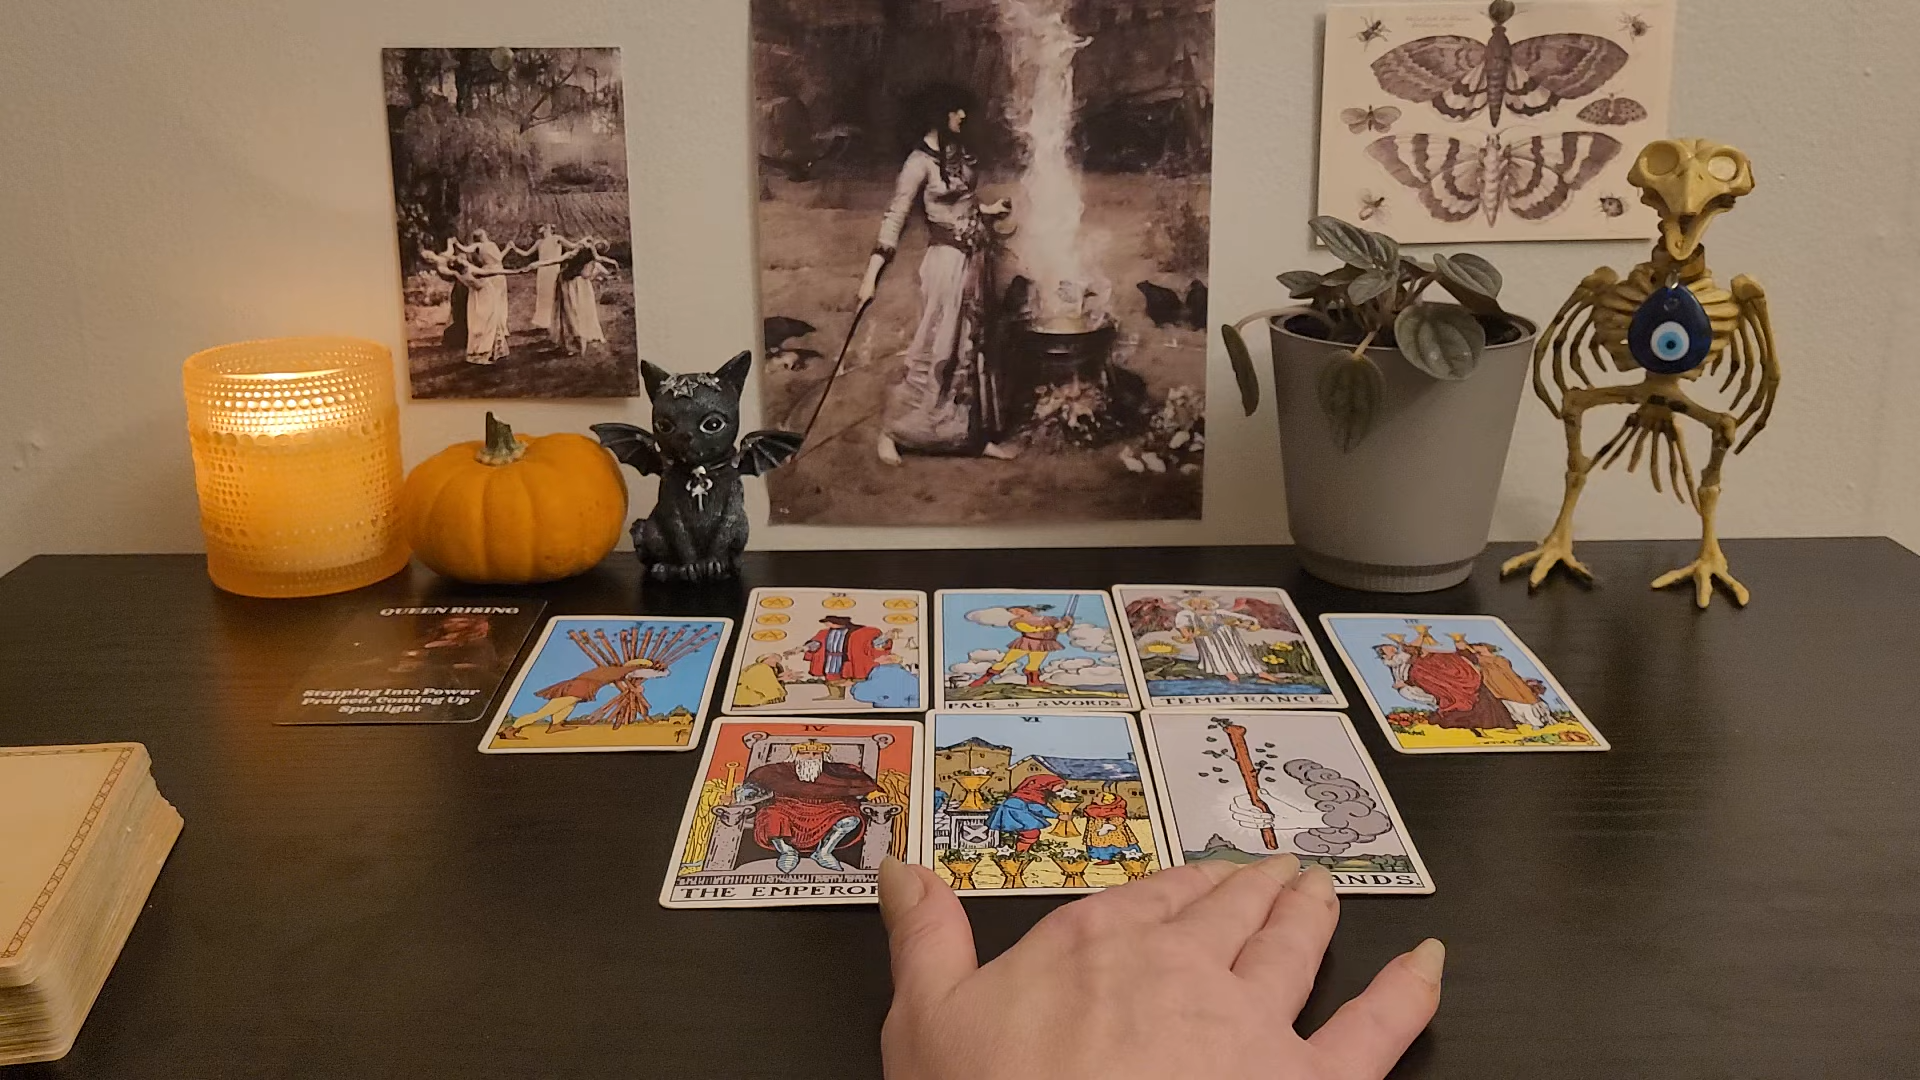 QUEEN RISING
Stepping Into Power
Praised, Coming Up
Spotlight
VI
PAGE of SWORDS.
TEMPERANCE.
III
IV
THE EMPEROR
VI
ANDS.